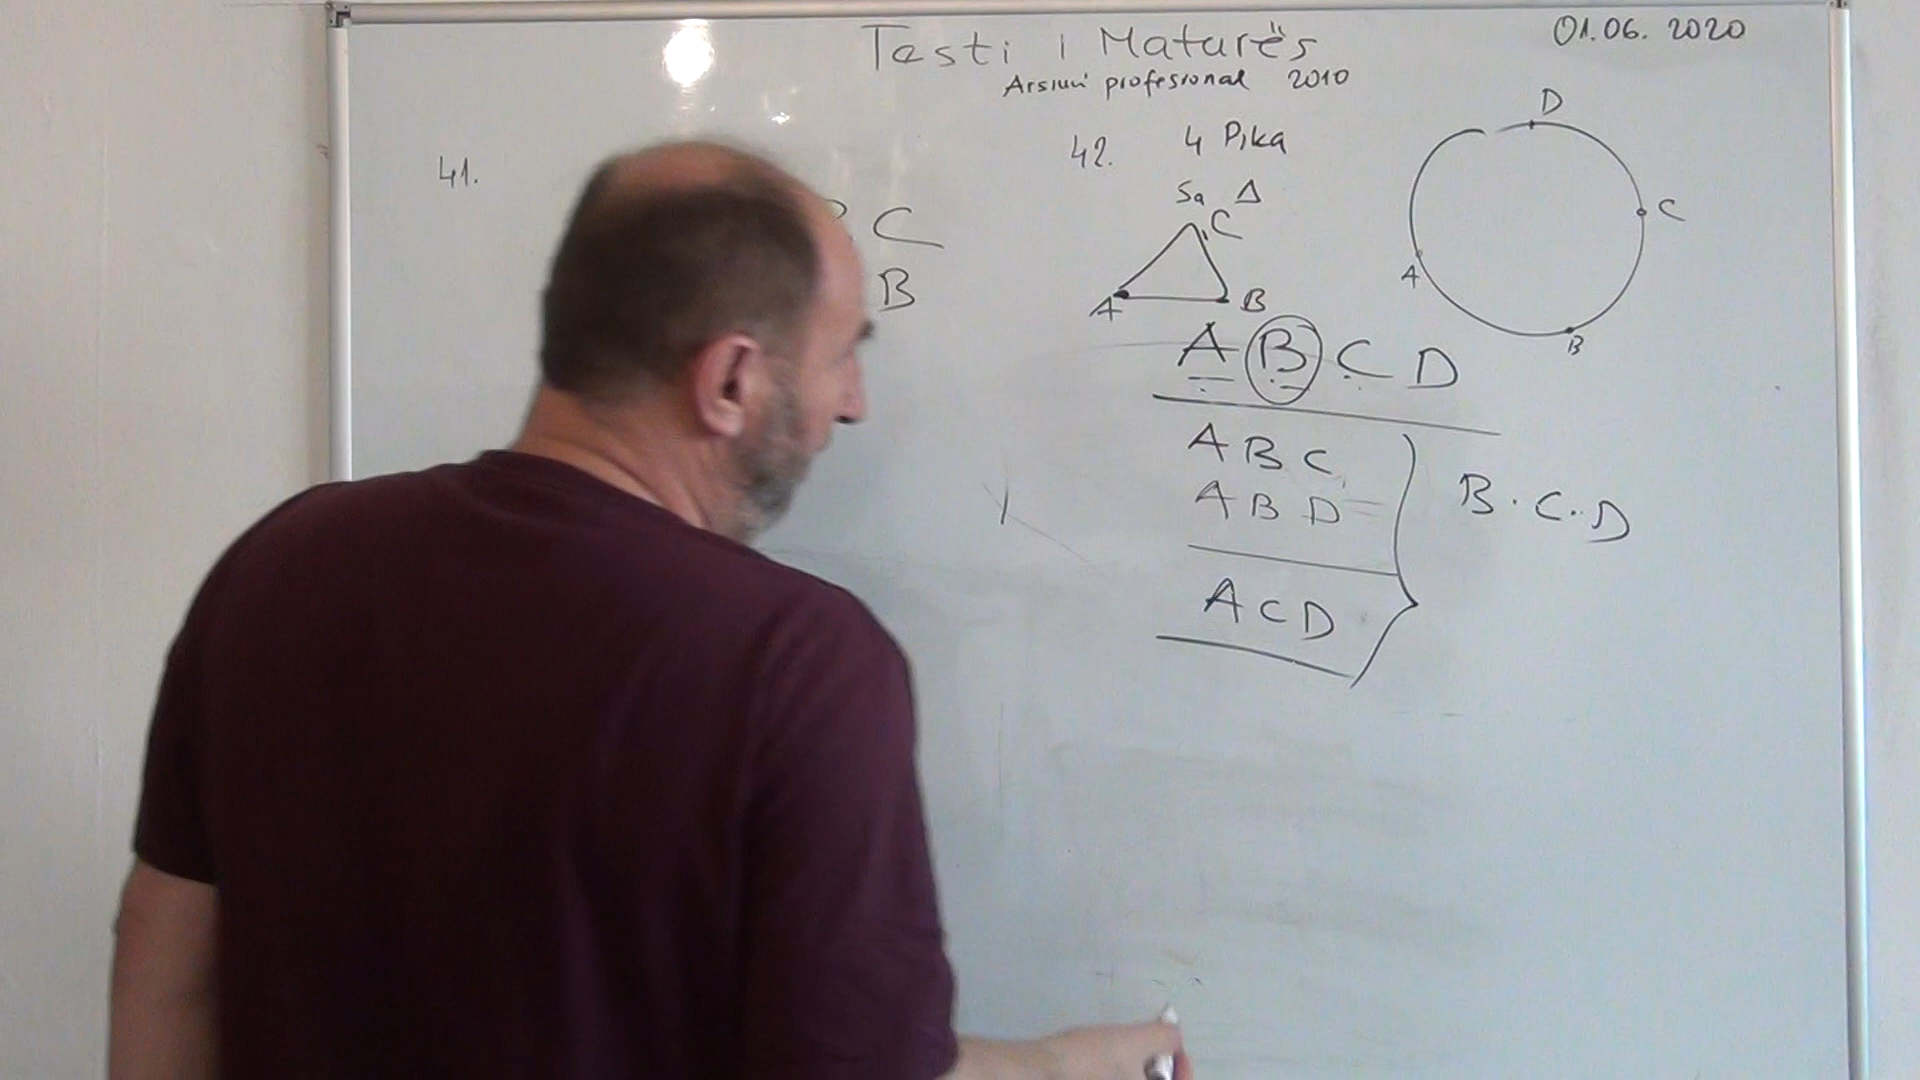 Testi i Maturës
Arsimi profesional 2010
01.06. 2020
41.
C
B
42. 4 Pika
Sa Δ
C
A
B
D
C
A
B
A B C D
A B C
A B D
A C D
B · C · D